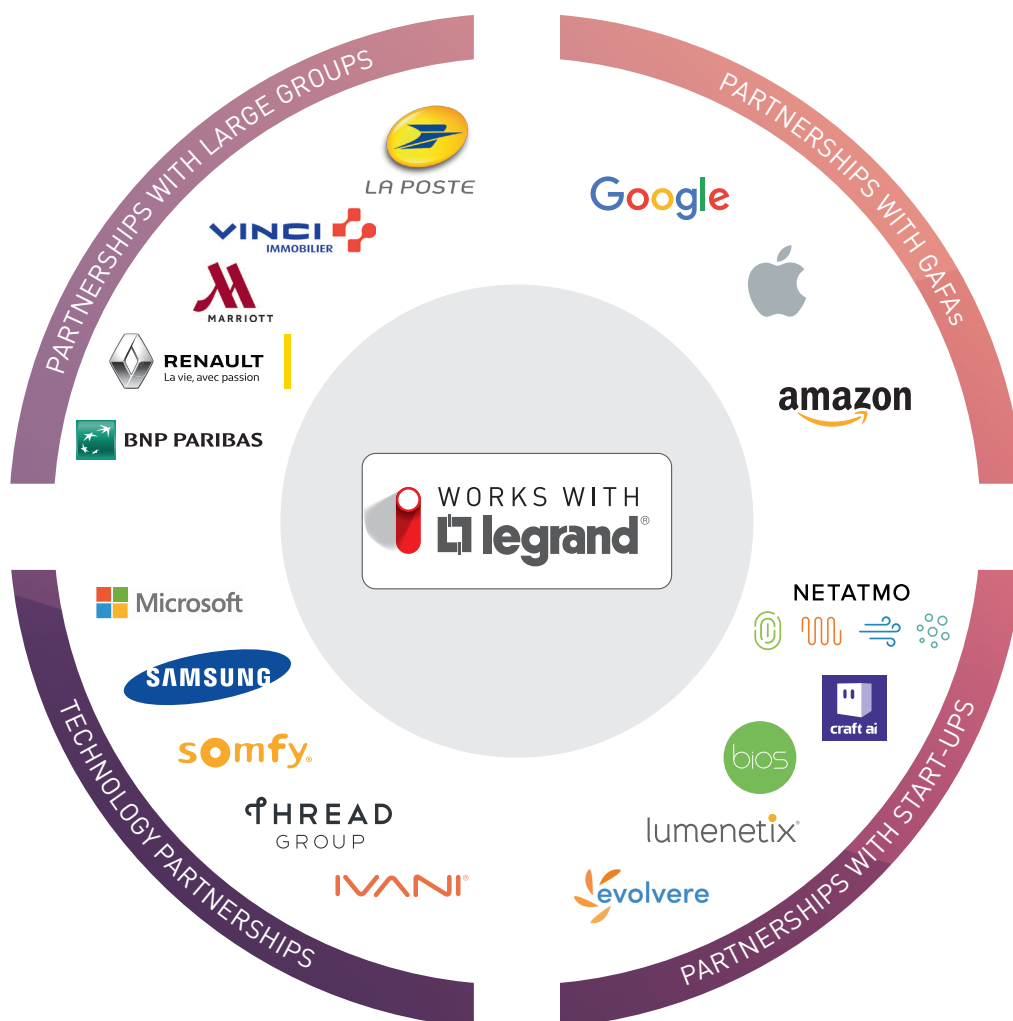 PARTNERSHIPS WITH LARGE GROUPS
LA POSTE
VINCI
IMMOBILIER
MARRIOTT
RENAULT
La vie, avec passion
BNP PARIBAS
PARTNERSHIPS WITH GAFAs
Google
amazon
WORKS WITH
legrand®
TECHNOLOGY PARTNERSHIPS
Microsoft
SAMSUNG
somfy®
THREAD
GROUP
IVANI®
PARTNERSHIPS WITH START-UPS
NETATMO
craft ai
bios
lumenetix®
evolvere